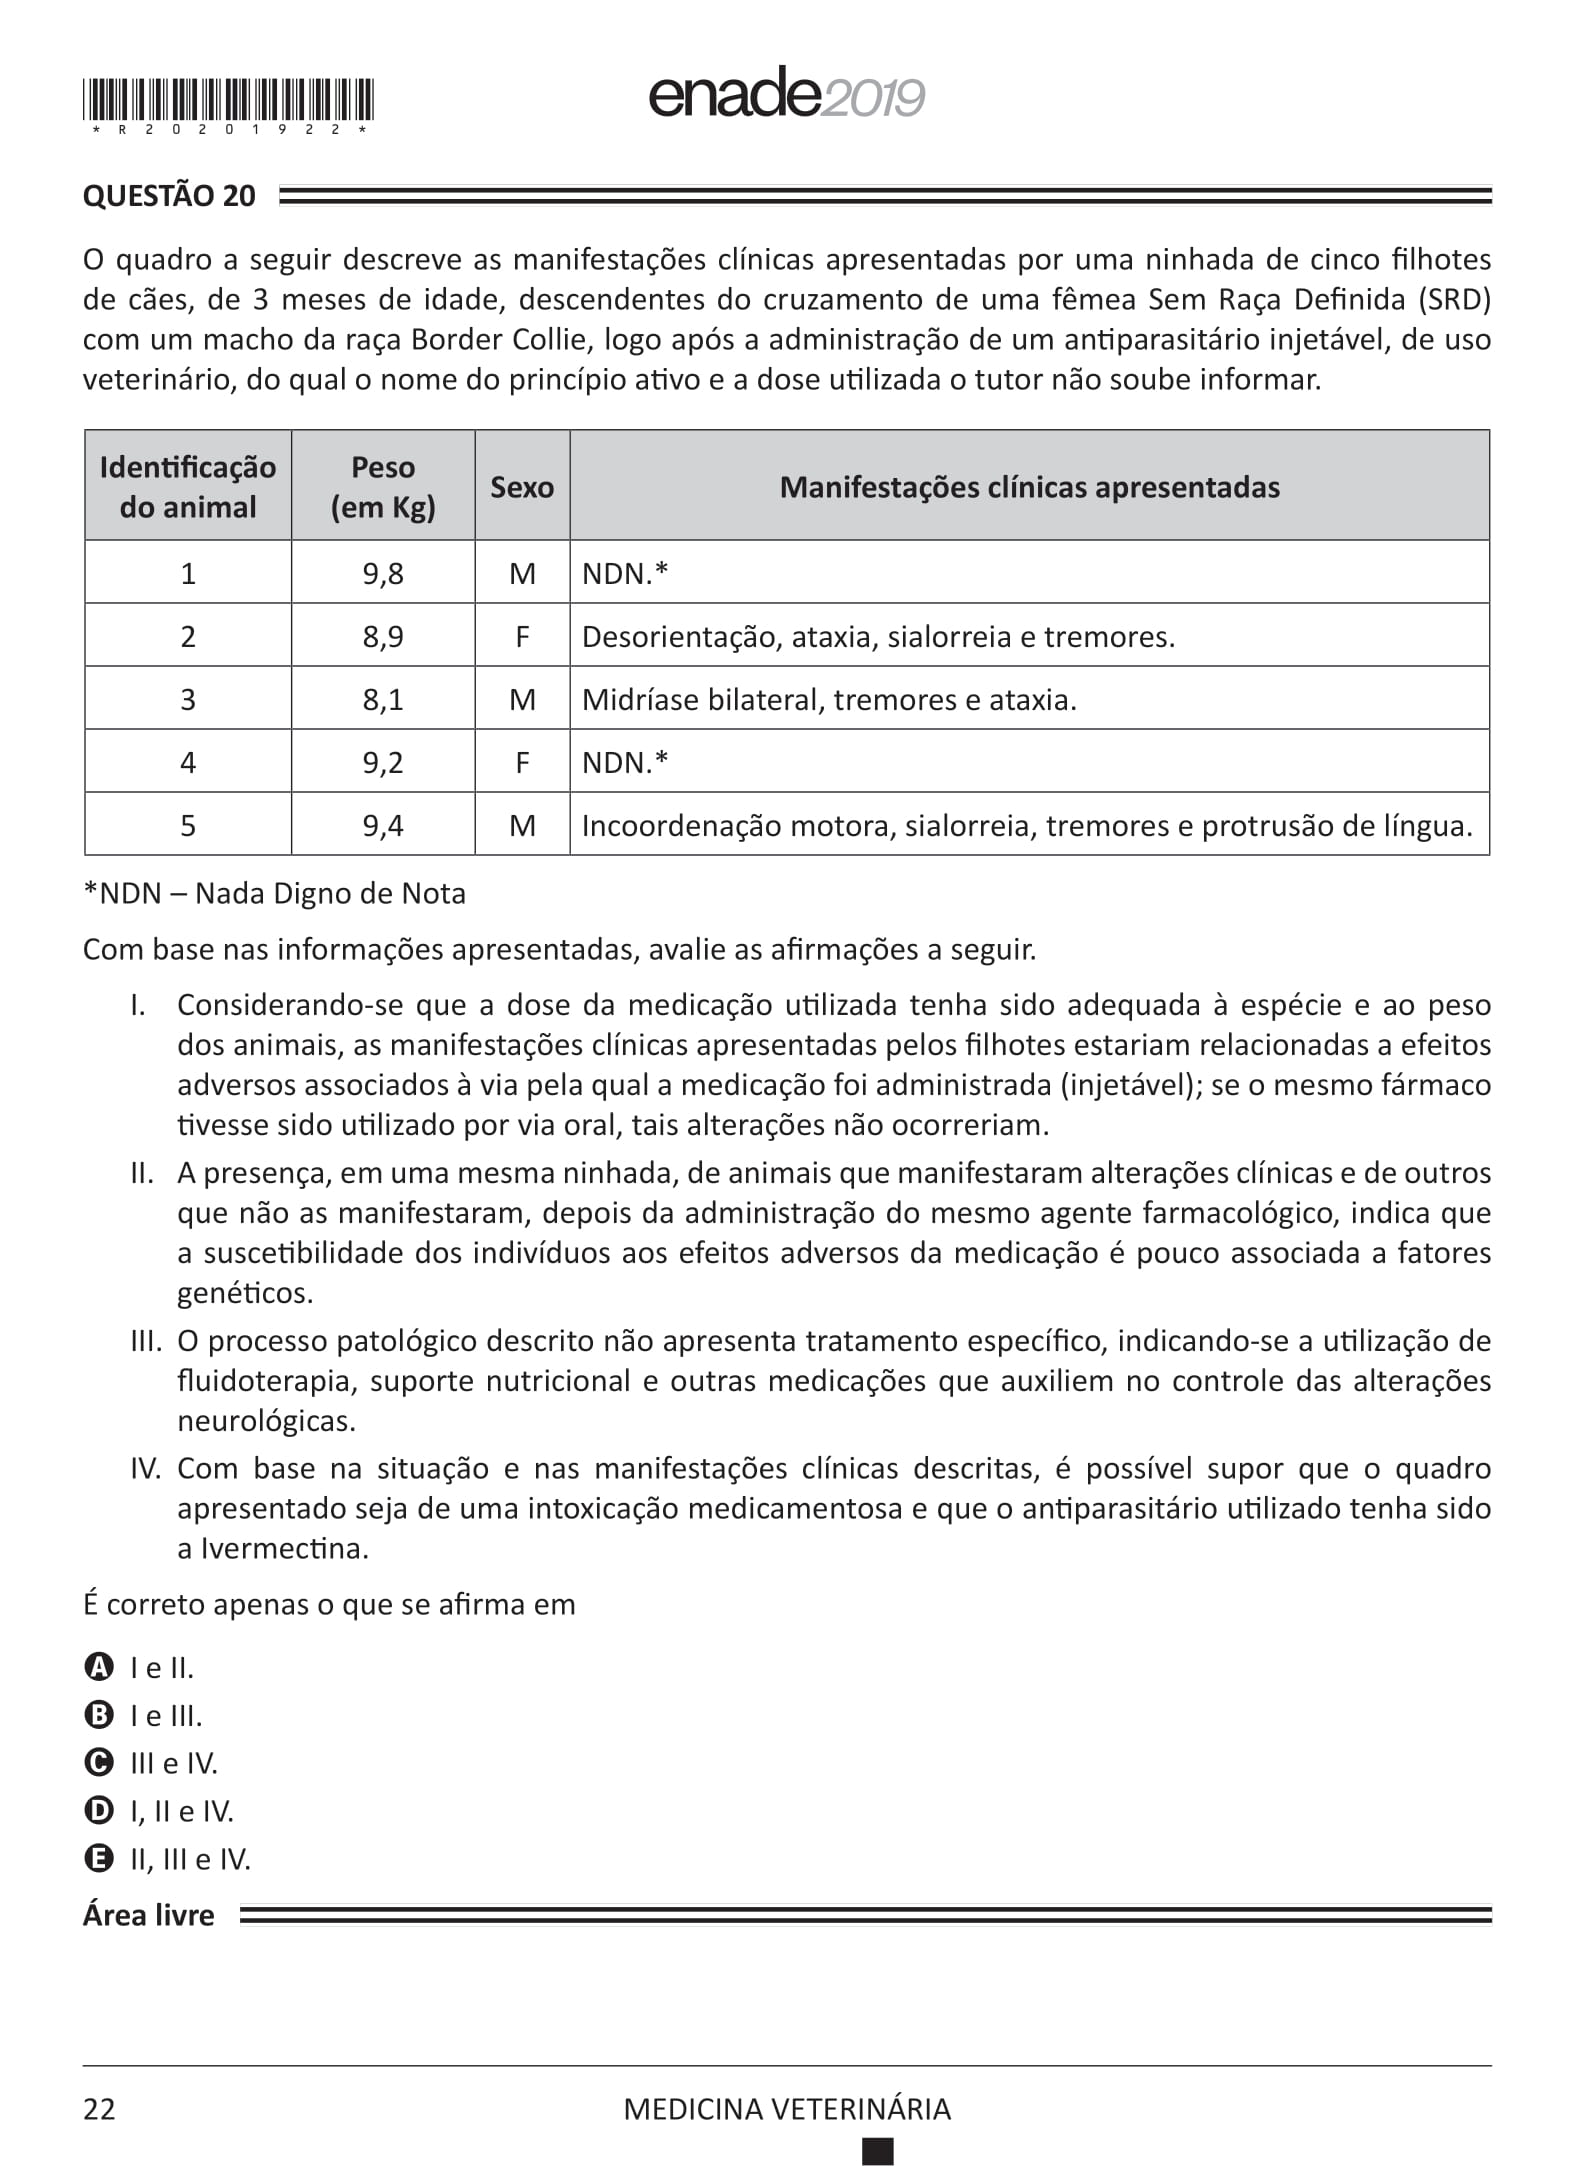 enade2019
*R20201922*
QUESTÃO 20
O quadro a seguir descreve as manifestações clínicas apresentadas por uma ninhada de cinco filhotes
de cães, de 3 meses de idade, descendentes do cruzamento de uma fêmea Sem Raça Definida (SRD)
com um macho da raça Border Collie, logo após a administração de um antiparasitário injetável, de uso
veterinário, do qual o nome do princípio ativo e a dose utilizada o tutor não soube informar.
Identificação do animal | Peso (em Kg) | Sexo | Manifestações clínicas apresentadas
1 | 9,8 | M | NDN.*
2 | 8,9 | F | Desorientação, ataxia, sialorreia e tremores.
3 | 8,1 | M | Midríase bilateral, tremores e ataxia.
4 | 9,2 | F | NDN.*
5 | 9,4 | M | Incoordenação motora, sialorreia, tremores e protrusão de língua.
*NDN – Nada Digno de Nota
Com base nas informações apresentadas, avalie as afirmações a seguir.
I. Considerando-se que a dose da medicação utilizada tenha sido adequada à espécie e ao peso
dos animais, as manifestações clínicas apresentadas pelos filhotes estariam relacionadas a efeitos
adversos associados à via pela qual a medicação foi administrada (injetável); se o mesmo fármaco
tivesse sido utilizado por via oral, tais alterações não ocorreriam.
II. A presença, em uma mesma ninhada, de animais que manifestaram alterações clínicas e de outros
que não as manifestaram, depois da administração do mesmo agente farmacológico, indica que
a suscetibilidade dos indivíduos aos efeitos adversos da medicação é pouco associada a fatores
genéticos.
III. O processo patológico descrito não apresenta tratamento específico, indicando-se a utilização de
fluidoterapia, suporte nutricional e outras medicações que auxiliem no controle das alterações
neurológicas.
IV. Com base na situação e nas manifestações clínicas descritas, é possível supor que o quadro
apresentado seja de uma intoxicação medicamentosa e que o antiparasitário utilizado tenha sido
a Ivermectina.
É correto apenas o que se afirma em
A I e II.
B I e III.
C III e IV.
D I, II e IV.
E II, III e IV.
Área livre
22
MEDICINA VETERINÁRIA